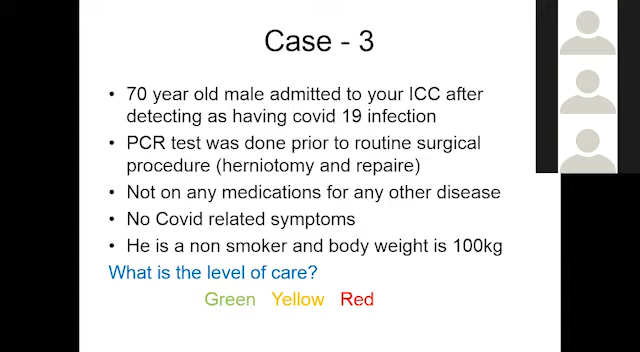 Case - 3
• 70 year old male admitted to your ICC after
detecting as having covid 19 infection
• PCR test was done prior to routine surgical
procedure (herniotomy and repaire)
• Not on any medications for any other disease
• No Covid related symptoms
• He is a non smoker and body weight is 100kg
What is the level of care?
Green Yellow Red